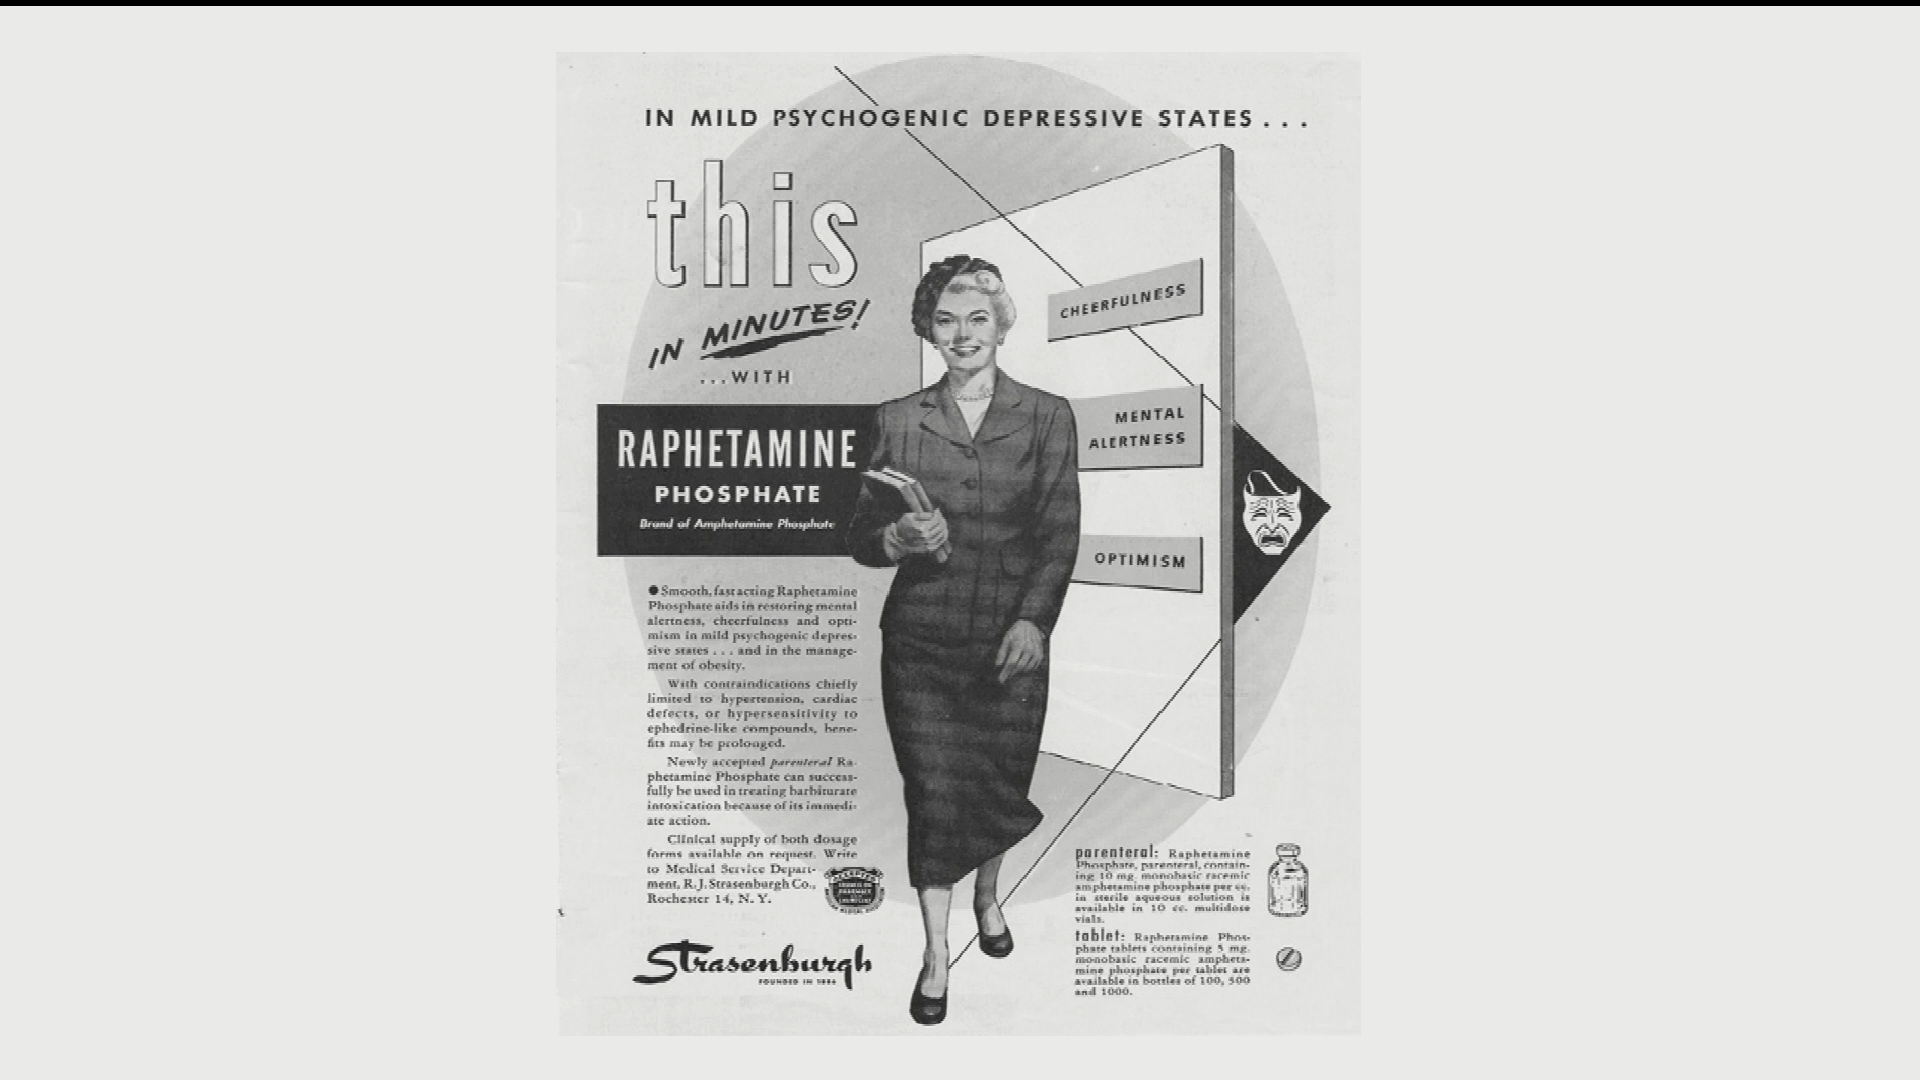 IN MILD PSYCHOGENIC DEPRESSIVE STATES . . .
this
IN MINUTES!
...WITH
RAPHETAMINE
PHOSPHATE
Brand of Amphetamine Phosphate
CHEERFULNESS
MENTAL
ALERTNESS
OPTIMISM
● Smooth, fast acting Raphetamine
Phosphate aids in restoring mental
alertness, cheerfulness and opti-
mism in mild psychogenic depres-
sive states . . . and in the manage-
ment of obesity.
With contraindications chiefly
limited to hypertension, cardiac
defects, or hypersensitivity to
ephedrine-like compounds, bene-
fits may be prolonged.
Newly accepted parenteral Ra-
phetamine Phosphate can success-
fully be used in treating barbiturate
intoxication because of its immedi-
ate action.
Clinical supply of both dosage
forms available on request. Write
to Medical Service Depart-
ment, R. J. Strasenburgh Co.,
Rochester 14, N. Y.
ACCEPTED
Strasenburgh
FOUNDED IN 1886
parenteral: Raphetamine
Phosphate, parenteral, contain-
ing 10 mg. monobasic racemic
amphetamine phosphate per cc.
in sterile aqueous solution is
available in 10 cc. multidose
vials.
tablet: Raphetamine Phos-
phate tablets containing 5 mg.
monobasic racemic ampheta-
mine phosphate per tablet are
available in bottles of 100, 500
and 1000.